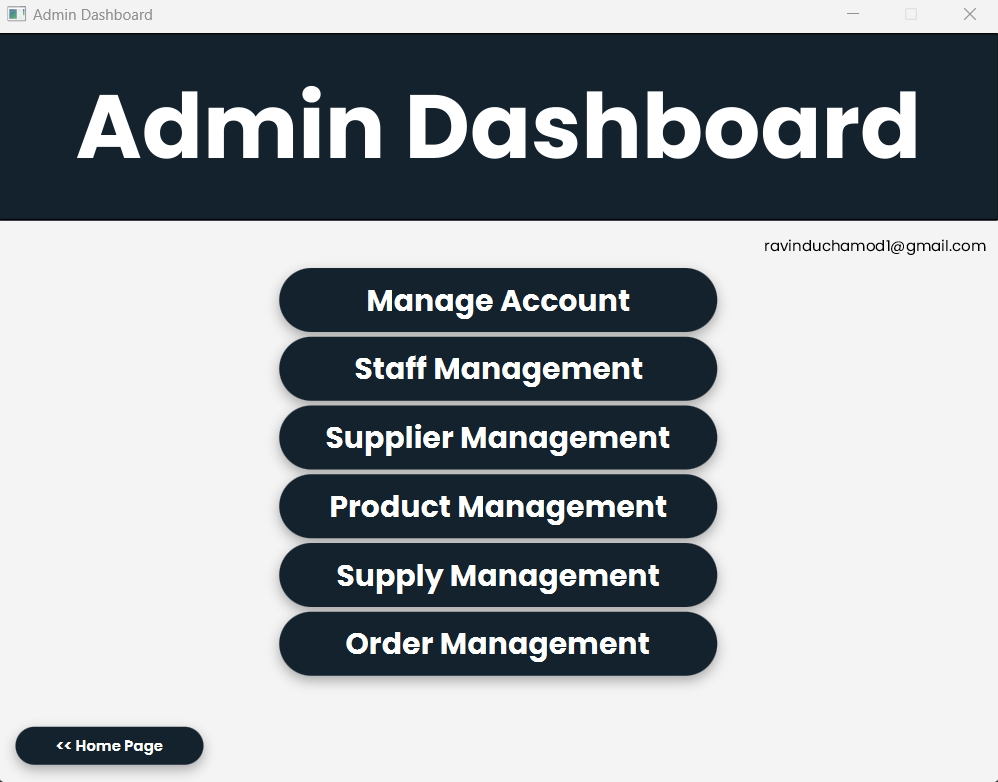 Admin Dashboard
Admin Dashboard
ravinduchamod1@gmail.com
Manage Account
Staff Management
Supplier Management
Product Management
Supply Management
Order Management
<< Home Page